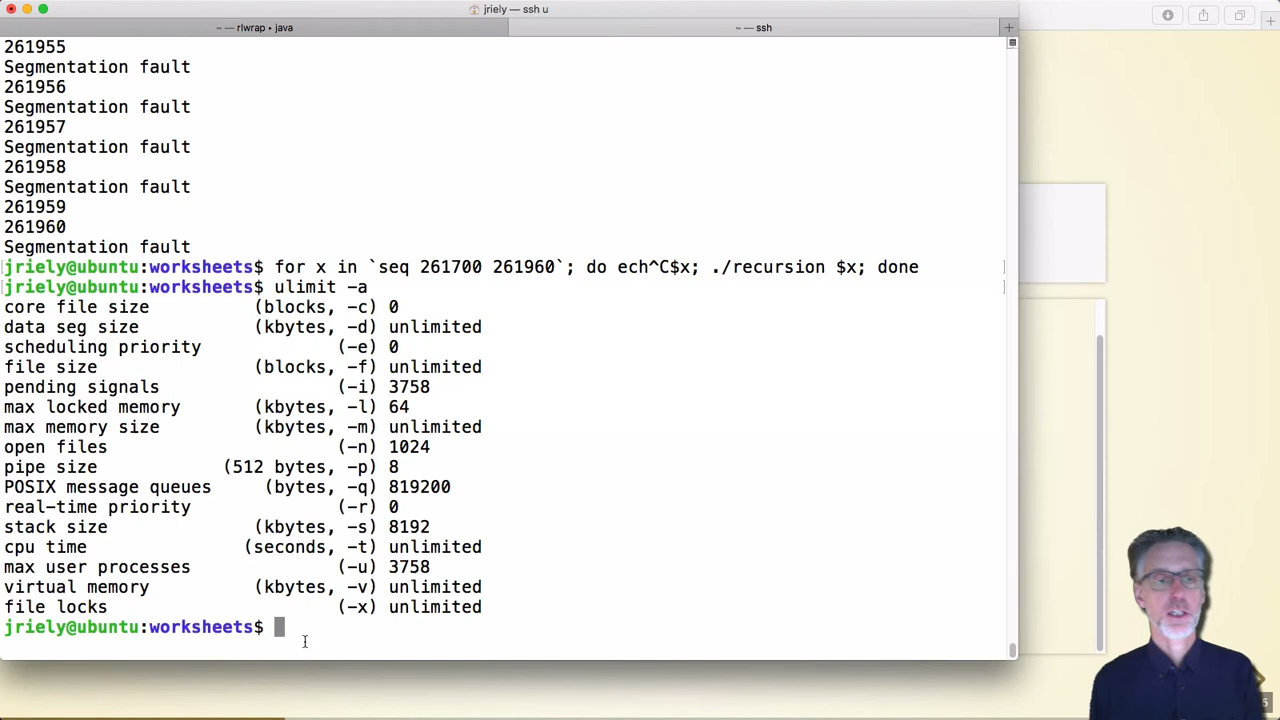 jriely — ssh u
~ — rlwrap ▸ java
~ — ssh
261955
Segmentation fault
261956
Segmentation fault
261957
Segmentation fault
261958
Segmentation fault
261959
261960
Segmentation fault
jriely@ubuntu:worksheets$ for x in `seq 261700 261960`; do ech^C$x; ./recursion $x; done
jriely@ubuntu:worksheets$ ulimit -a
core file size          (blocks, -c) 0
data seg size           (kbytes, -d) unlimited
scheduling priority             (-e) 0
file size               (blocks, -f) unlimited
pending signals                 (-i) 3758
max locked memory       (kbytes, -l) 64
max memory size         (kbytes, -m) unlimited
open files                      (-n) 1024
pipe size            (512 bytes, -p) 8
POSIX message queues     (bytes, -q) 819200
real-time priority              (-r) 0
stack size              (kbytes, -s) 8192
cpu time               (seconds, -t) unlimited
max user processes              (-u) 3758
virtual memory          (kbytes, -v) unlimited
file locks                      (-x) unlimited
jriely@ubuntu:worksheets$